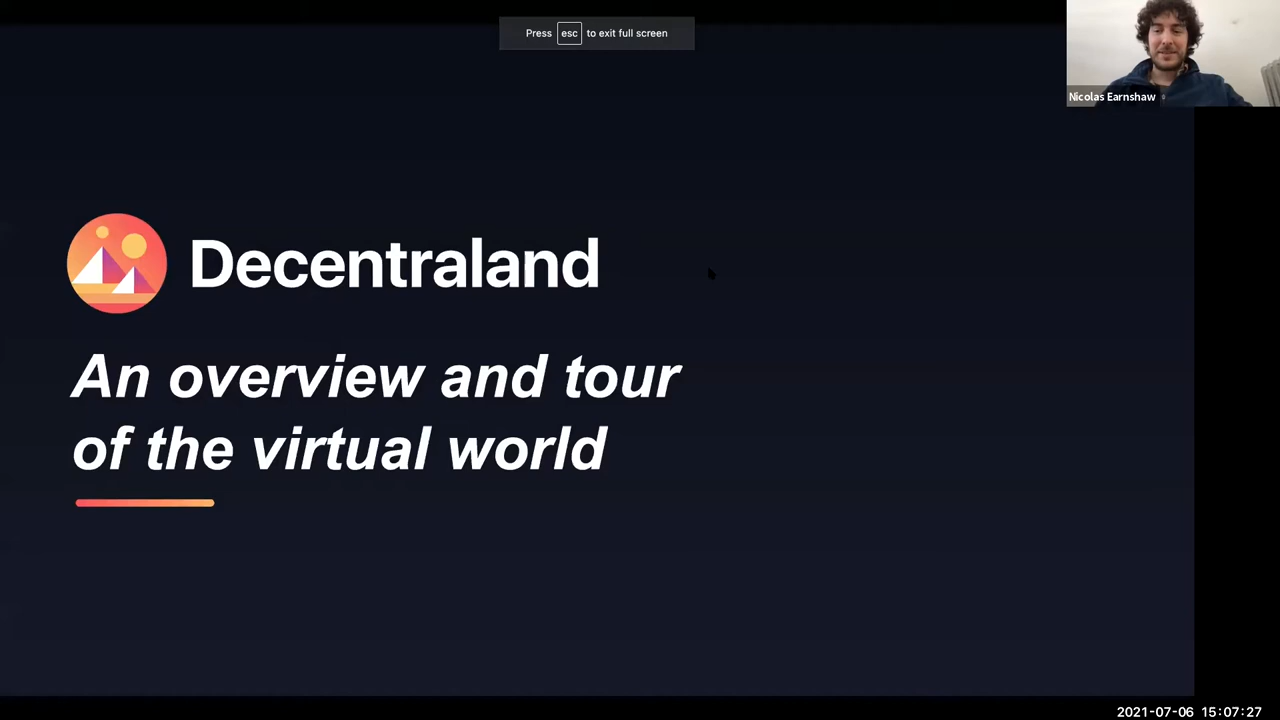 Press esc to exit full screen
Nicolas Earnshaw
Decentraland
An overview and tour
of the virtual world
2021-07-06 15:07:27